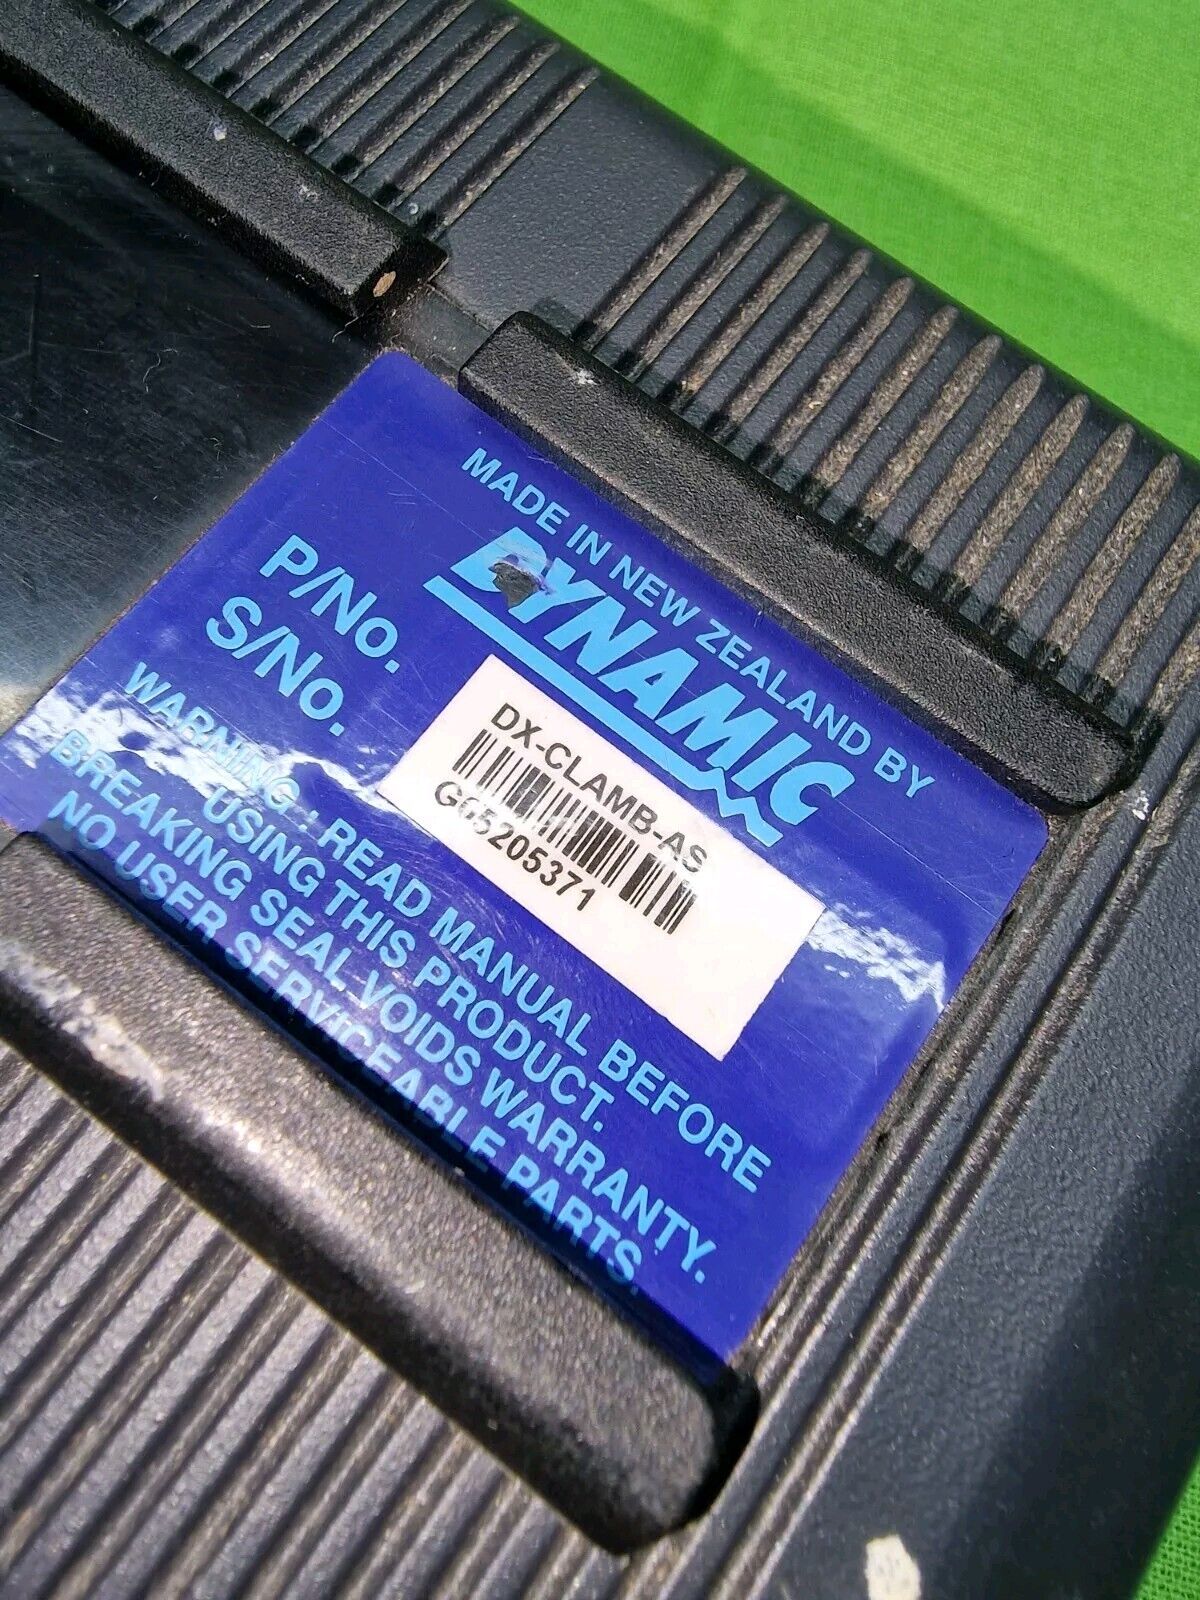 MADE IN NEW ZEALAND BY
DYNAMIC
P/No. DX-CLAMB-AS
S/No. G65205371
WARNING: READ MANUAL BEFORE
USING THIS PRODUCT.
BREAKING SEAL VOIDS WARRANTY.
NO USER SERVICEABLE PARTS.